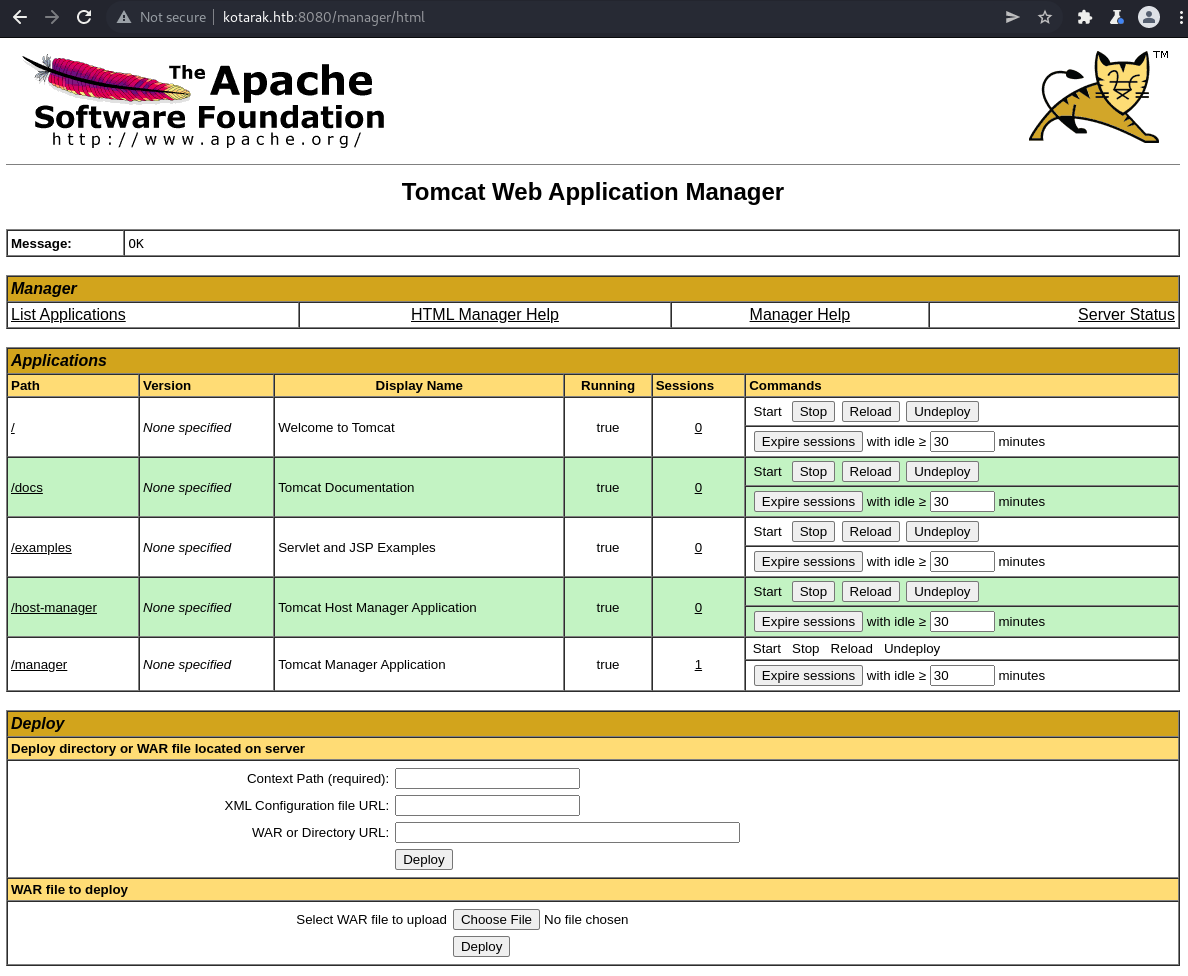 Not secure | kotarak.htb:8080/manager/html
The Apache
Software Foundation
http://www.apache.org/
TM
Tomcat Web Application Manager
Message: OK
Manager
List Applications HTML Manager Help Manager Help Server Status
Applications
Path Version Display Name Running Sessions Commands
/ None specified Welcome to Tomcat true 0 Start Stop Reload Undeploy
Expire sessions with idle ≥ 30 minutes
/docs None specified Tomcat Documentation true 0 Start Stop Reload Undeploy
Expire sessions with idle ≥ 30 minutes
/examples None specified Servlet and JSP Examples true 0 Start Stop Reload Undeploy
Expire sessions with idle ≥ 30 minutes
/host-manager None specified Tomcat Host Manager Application true 0 Start Stop Reload Undeploy
Expire sessions with idle ≥ 30 minutes
/manager None specified Tomcat Manager Application true 1 Start Stop Reload Undeploy
Expire sessions with idle ≥ 30 minutes
Deploy
Deploy directory or WAR file located on server
Context Path (required):
XML Configuration file URL:
WAR or Directory URL:
Deploy
WAR file to deploy
Select WAR file to upload Choose File No file chosen
Deploy